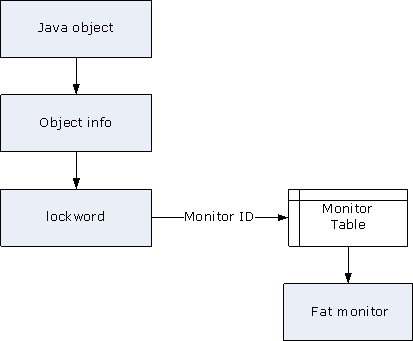 Java object
Object info
lockword
Monitor ID
Monitor
Table
Fat monitor